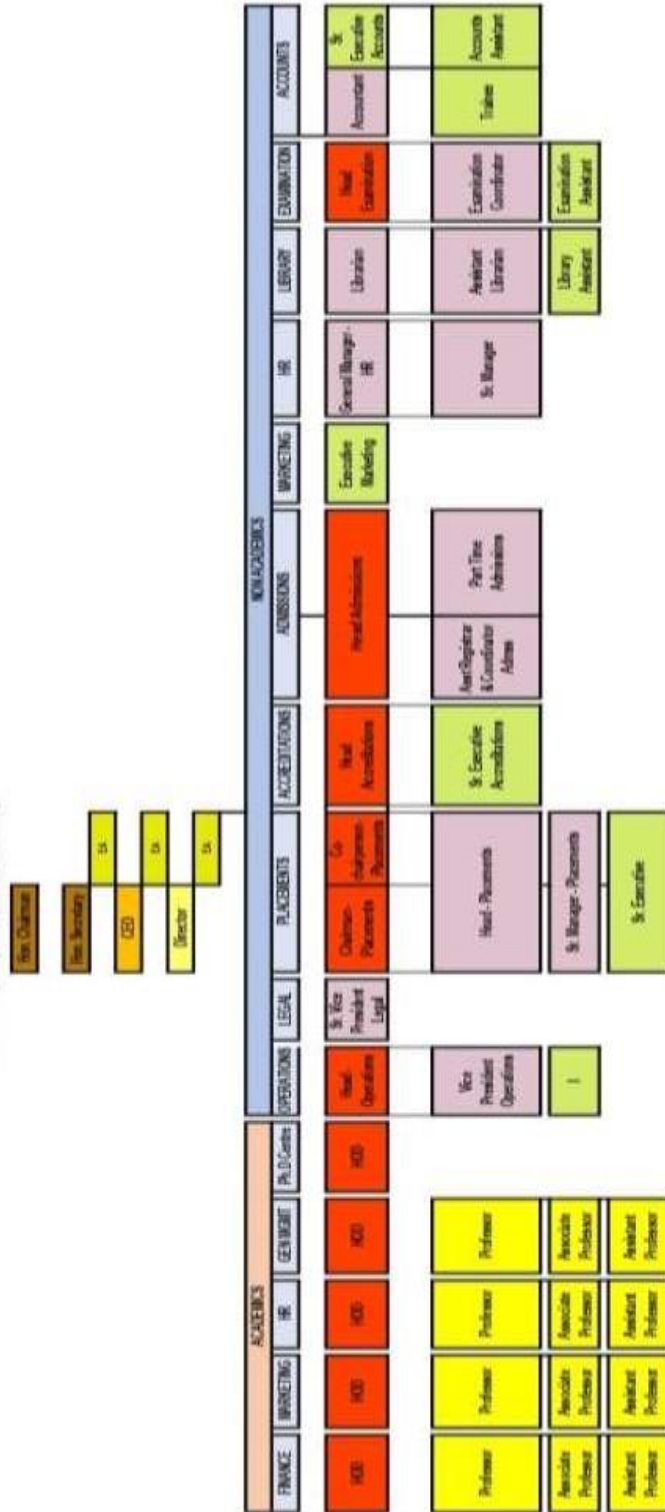 Hon. Chairman
Hon. Secretary
EA
CEO
EA
Director
EA
ACADEMICS
NON ACADEMICS
FINANCE
MARKETING
HR
GEN MGMT
Ph.D Centre
OPERATIONS
LEGAL
PLACEMENTS
ACCREDITATIONS
ADMISSIONS
MARKETING
HR
LIBRARY
EXAMINATION
ACCOUNTS
HOD
HOD
HOD
HOD
HOD
Head
Operations
Sr. Vice
President
Legal
Chairman-
Placements
Co-
chairperson-
Placements
Head
Accreditations
Head Admissions
Executive
Marketing
General Manager -
HR
Librarian
Head
Examination
Accountant
Sr.
Executive
Accounts
Professor
Professor
Professor
Professor
Vice
President
Operations
Head - Placements
Sr. Executive
Accreditations
Asst Registrar
& Coordinator
Part Time
Admissions
Sr. Manager
Assistant
Librarian
Examination
Coordinator
Trainee
Accounts
Assistant
Associate
Professor
Associate
Professor
Associate
Professor
Associate
Professor
Sr. Manager - Placements
Library
Assistant
Examination
Assistant
Assistant
Professor
Assistant
Professor
Assistant
Professor
Assistant
Professor
Sr. Executive